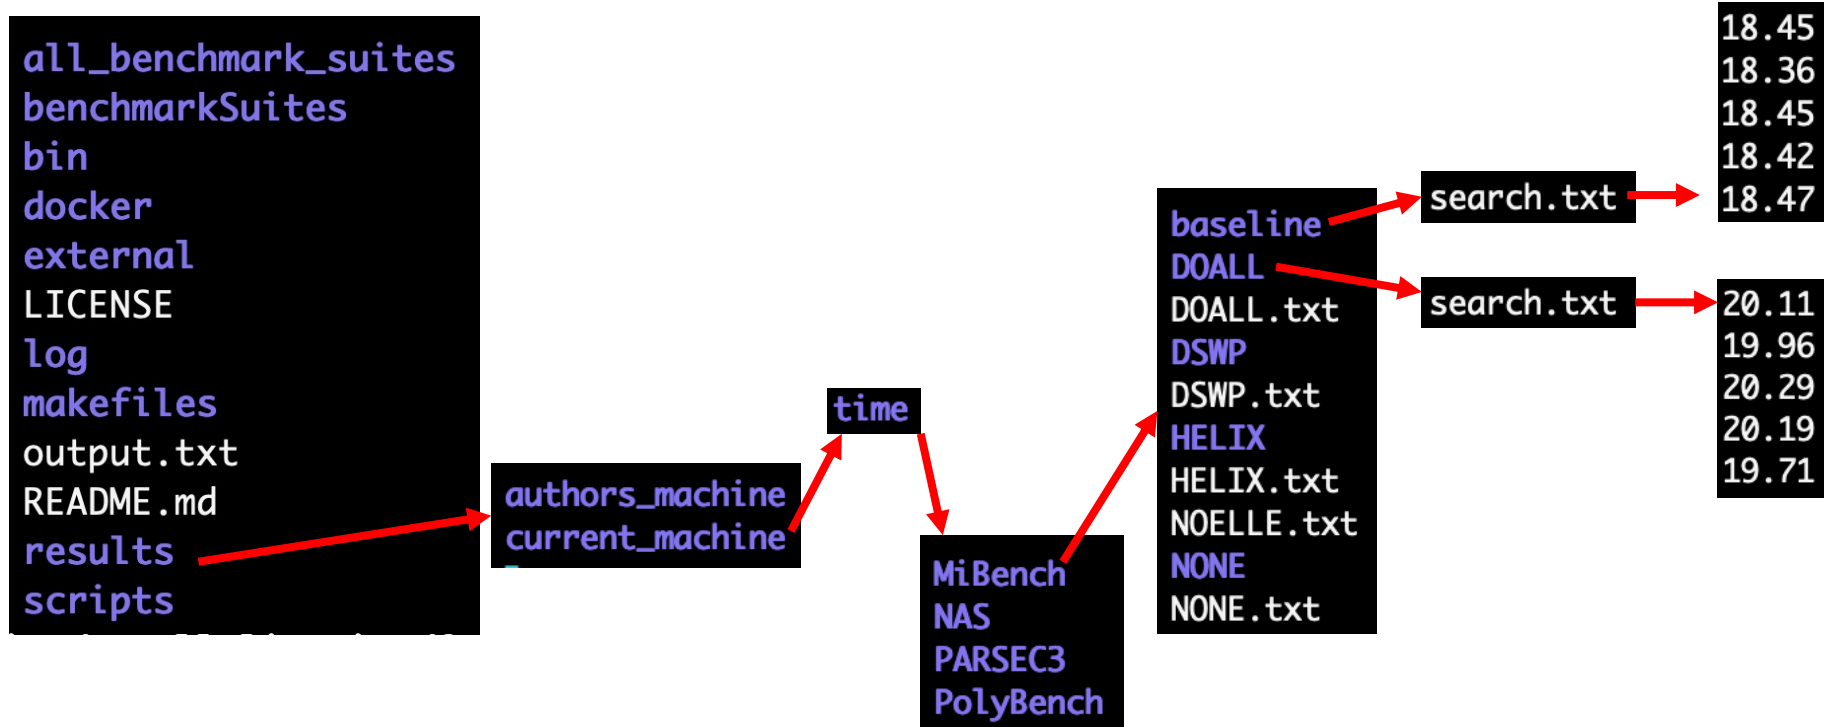 all_benchmark_suites
benchmarkSuites
bin
docker
external
LICENSE
log
makefiles
output.txt
README.md
results
scripts
authors_machine
current_machine
time
MiBench
NAS
PARSEC3
PolyBench
baseline
DOALL
DOALL.txt
DSWP
DSWP.txt
HELIX
HELIX.txt
NOELLE.txt
NONE
NONE.txt
search.txt
search.txt
18.45
18.36
18.45
18.42
18.47
20.11
19.96
20.29
20.19
19.71